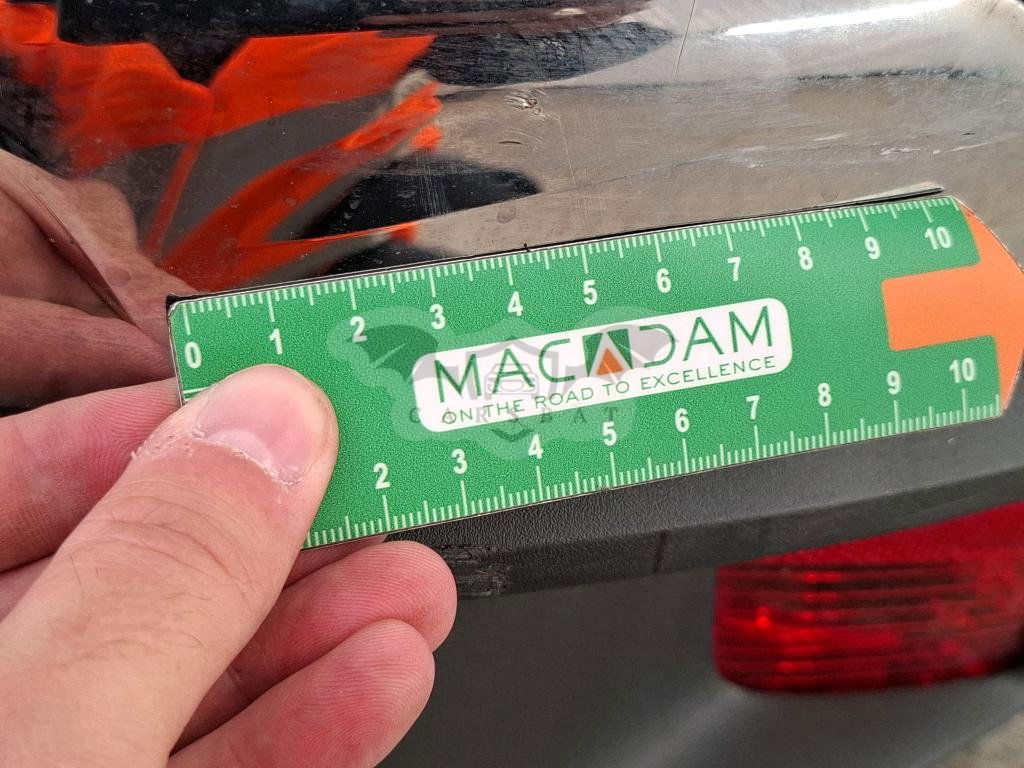 0 1 2 3 4 5 6 7 8 9 10
MACADAM
ON THE ROAD TO EXCELLENCE
CARSBAT
2 3 4 5 6 7 8 9 10